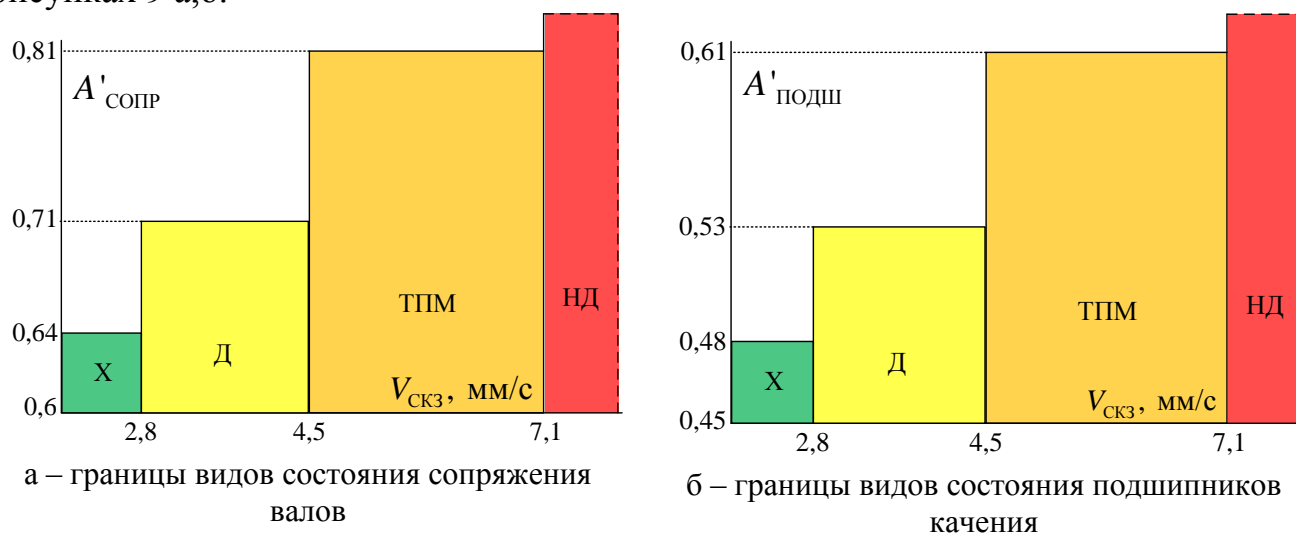 0,81
A'СОПР
0,71
0,64
0,6
Х
Д
ТПМ
НД
VСКЗ, мм/с
2,8 4,5 7,1
а – границы видов состояния сопряжения
валов
0,61
A'ПОДШ
0,53
0,48
0,45
Х
Д
ТПМ
НД
VСКЗ, мм/с
2,8 4,5 7,1
б – границы видов состояния подшипников
качения